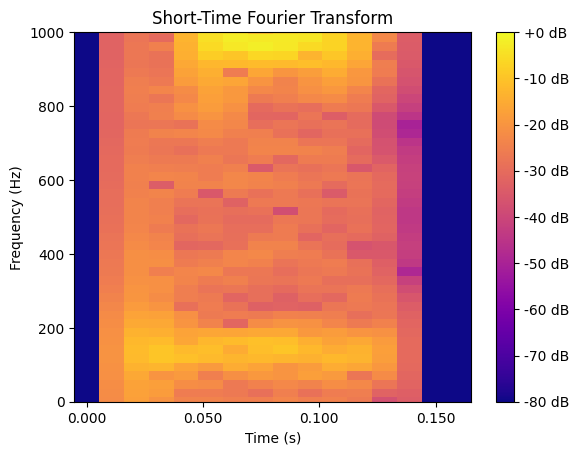 Short-Time Fourier Transform
1000
800
600
400
200
0
Frequency (Hz)
0.000
0.050
0.100
0.150
Time (s)
+0 dB
-10 dB
-20 dB
-30 dB
-40 dB
-50 dB
-60 dB
-70 dB
-80 dB